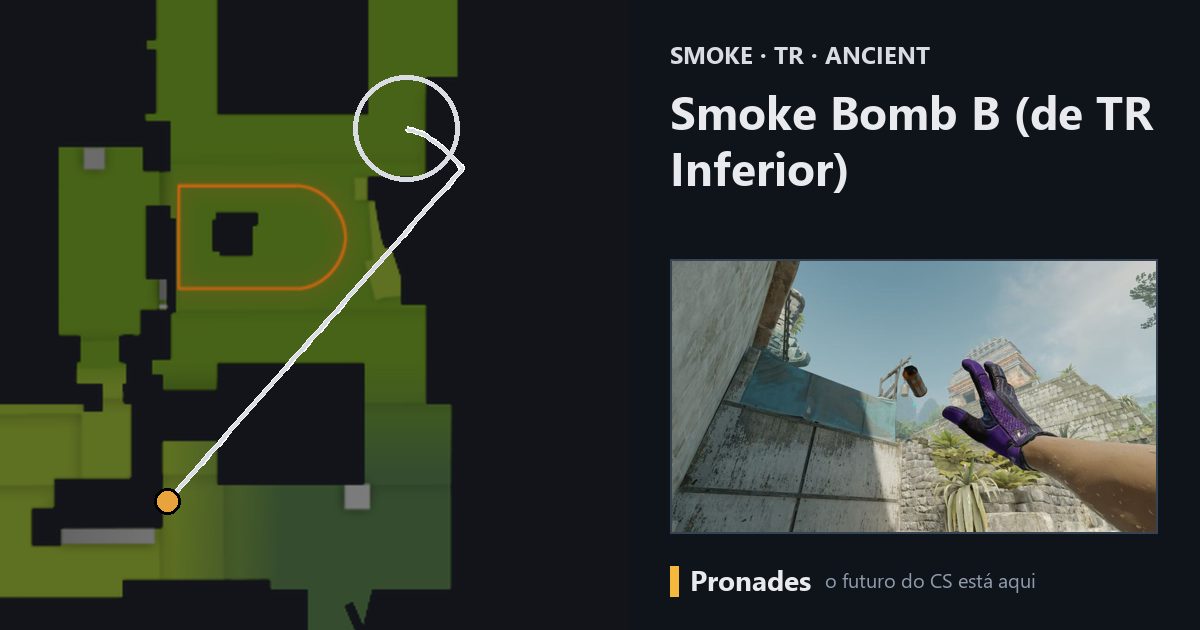 SMOKE · TR · ANCIENT
Smoke Bomb B (de TR
Inferior)
Pronades o futuro do CS está aqui